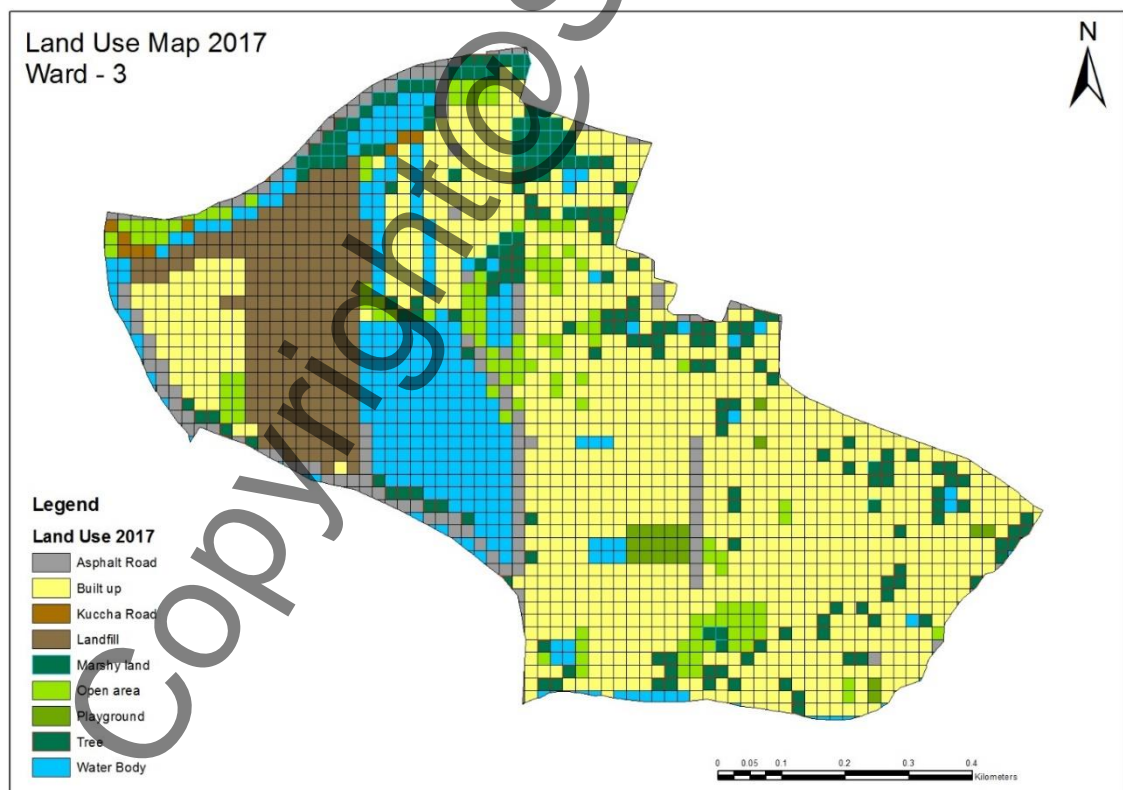 Land Use Map 2017
Ward - 3
N
Legend
Land Use 2017
Asphalt Road
Built up
Kuccha Road
Landfill
Marshy land
Open area
Playground
Tree
Water Body
0 0.05 0.1 0.2 0.3 0.4
Kilometers
Copyright@